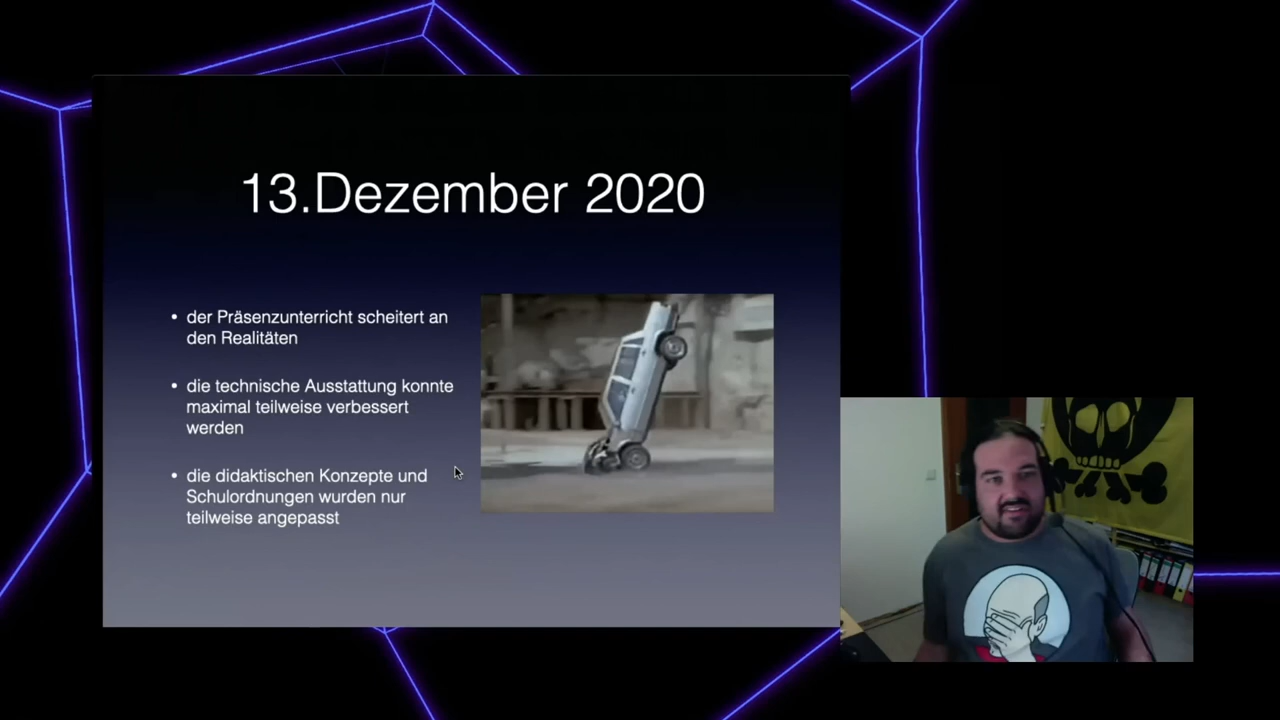 13.Dezember 2020
• der Präsenzunterricht scheitert an
den Realitäten
• die technische Ausstattung konnte
maximal teilweise verbessert
werden
• die didaktischen Konzepte und
Schulordnungen wurden nur
teilweise angepasst